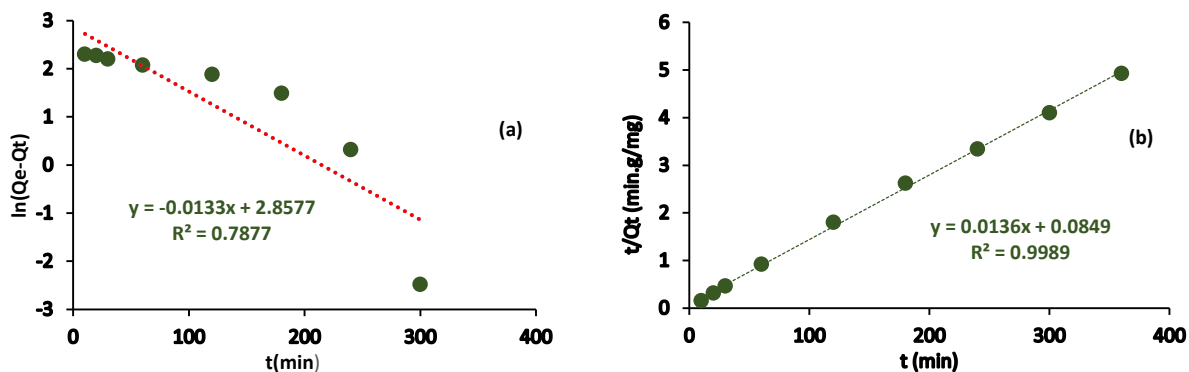 3
2
1
0
-1
-2
-3
0
100
200
300
400
ln(Qe-Qt)
t(min)
(a)
y = -0.0133x + 2.8577
R² = 0.7877
6
5
4
3
2
1
0
0
100
200
300
400
t/Qt (min.g/mg)
t (min)
(b)
y = 0.0136x + 0.0849
R² = 0.9989